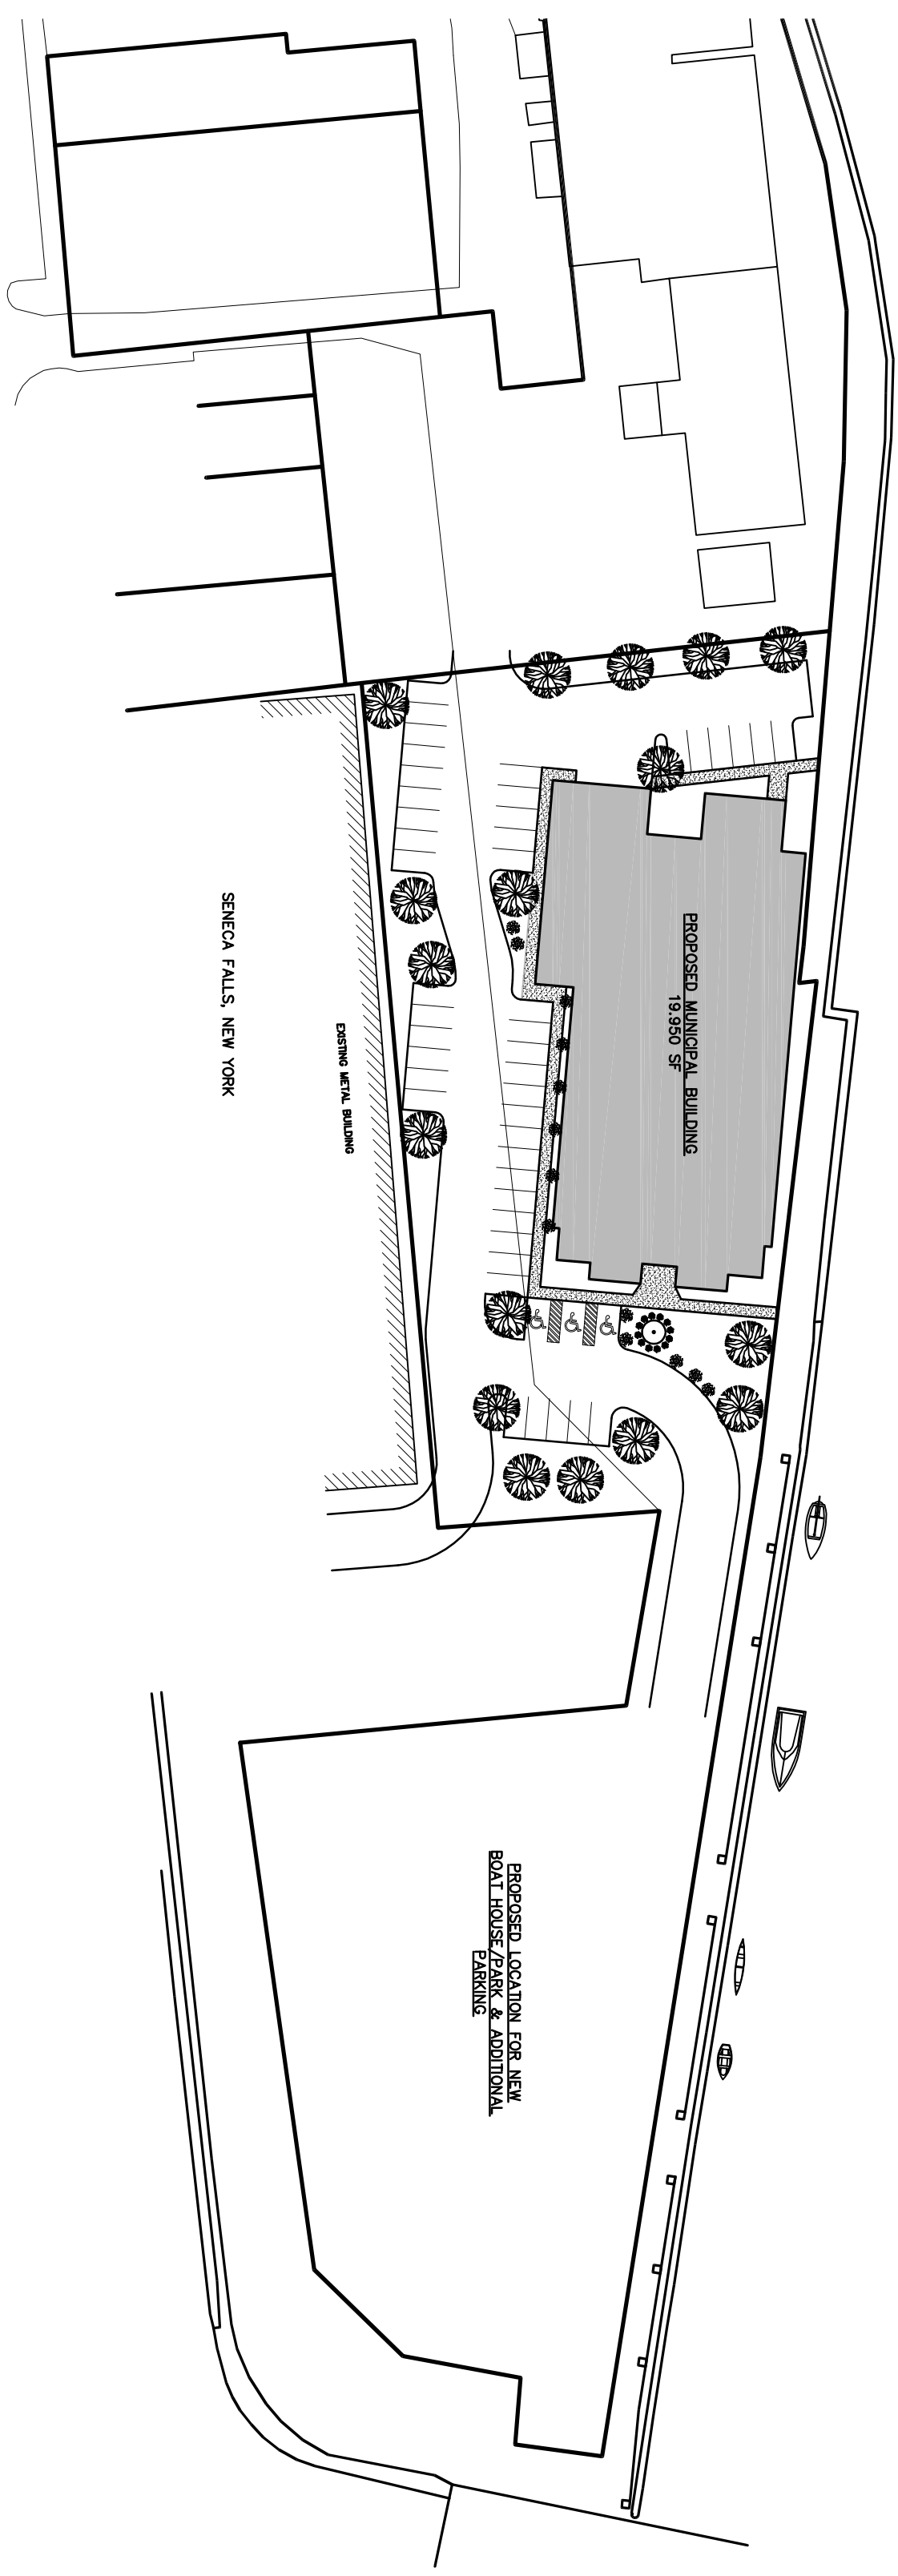 PROPOSED MUNICIPAL BUILDING
19.950 SF
EXISTING METAL BUILDING
SENECA FALLS, NEW YORK
PROPOSED LOCATION FOR NEW
BOAT HOUSE/PARK & ADDITIONAL
PARKING